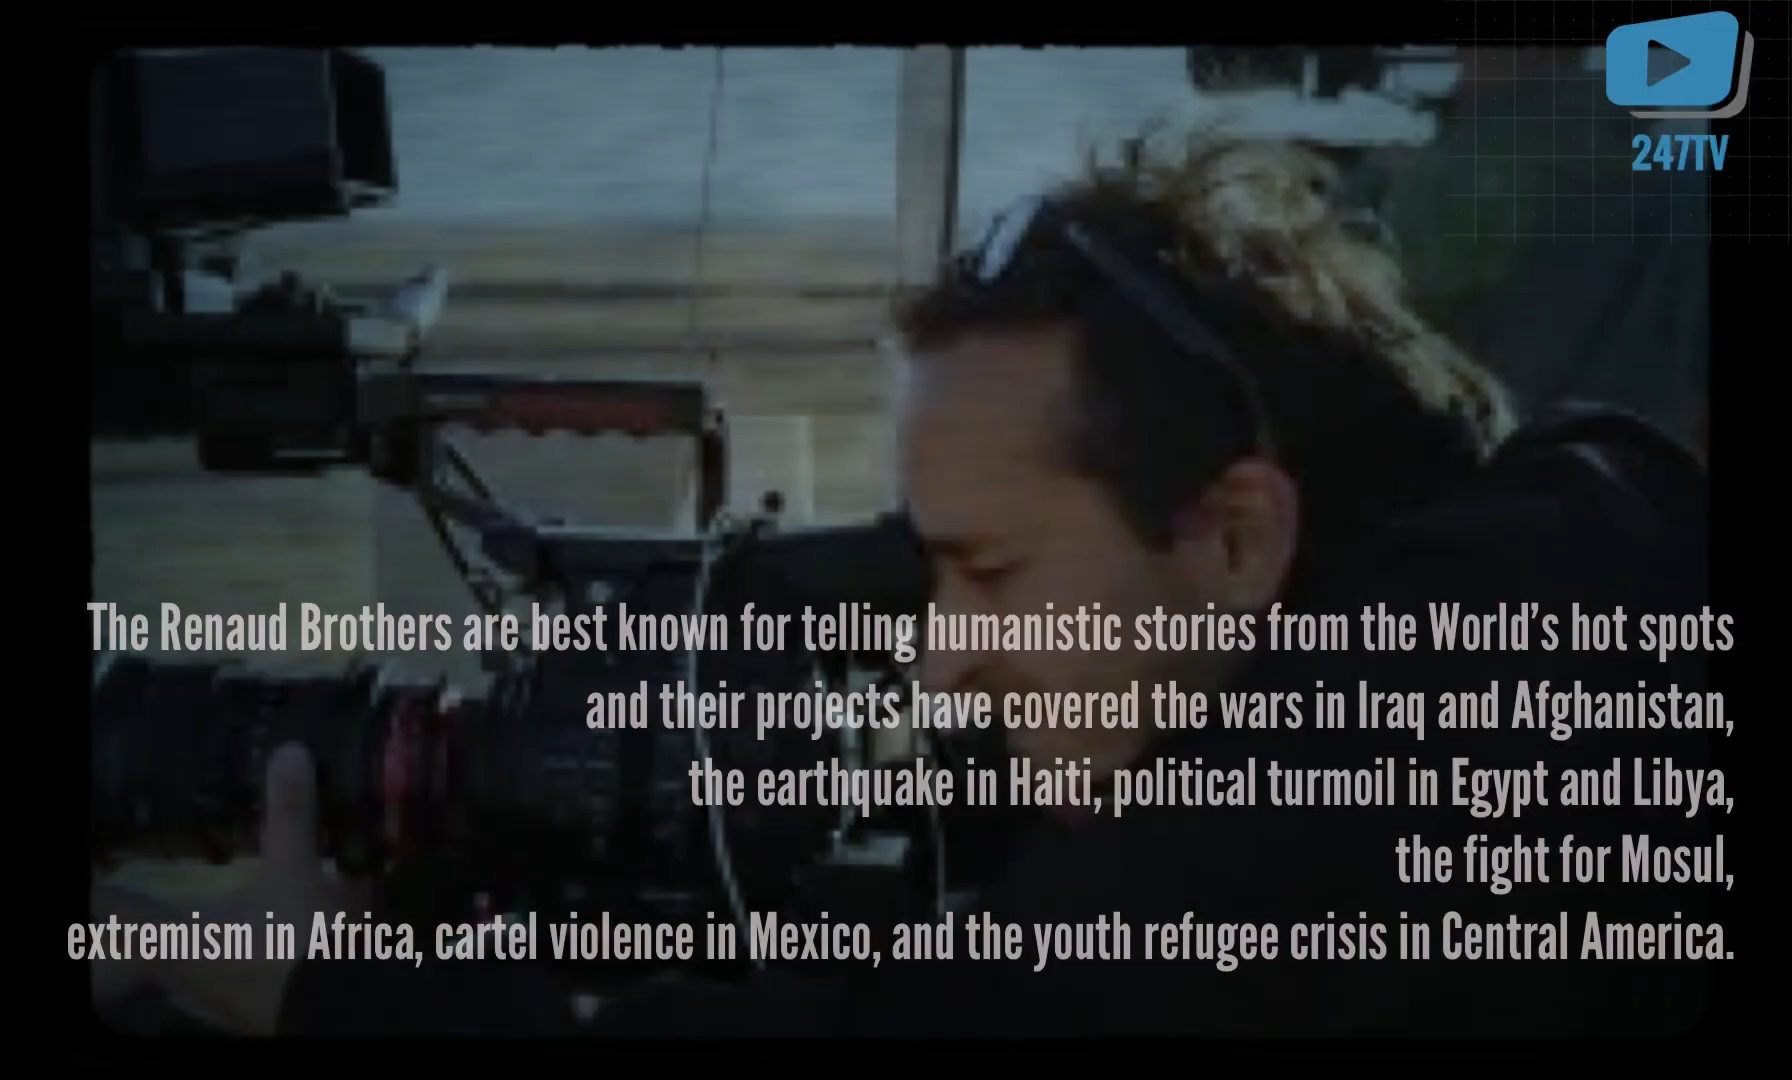 247TV
The Renaud Brothers are best known for telling humanistic stories from the World's hot spots
and their projects have covered the wars in Iraq and Afghanistan,
the earthquake in Haiti, political turmoil in Egypt and Libya,
the fight for Mosul,
extremism in Africa, cartel violence in Mexico, and the youth refugee crisis in Central America.